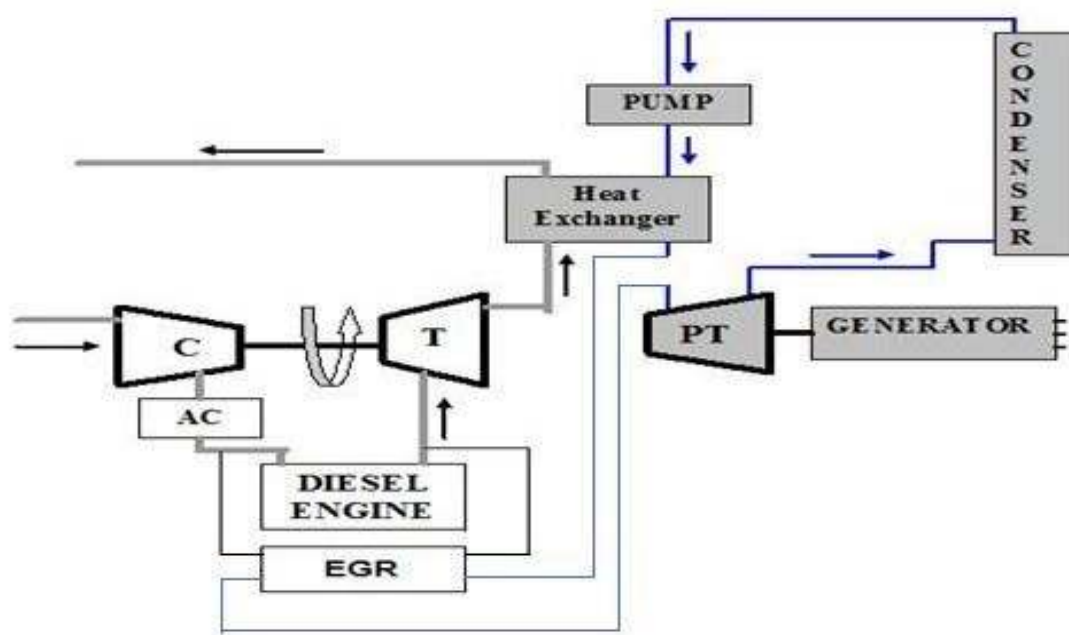 CONDENSER
PUMP
Heat
Exchanger
C
T
PT
GENERATOR
AC
DIESEL
ENGINE
EGR